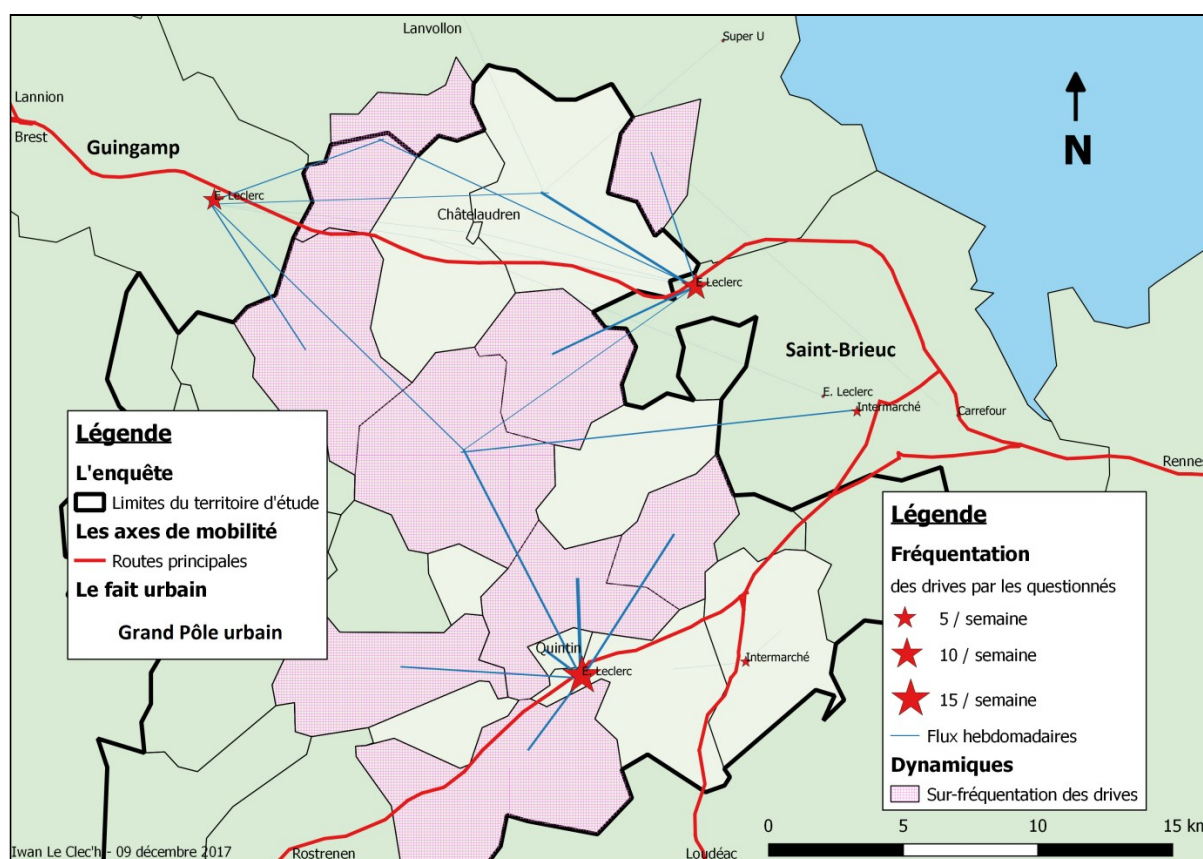 Lanvollon
Super U
Lannion
Brest
Guingamp
N
E. Leclerc
Châtelaudren
E Leclerc
Saint-Brieuc
E. Leclerc
Intermarché
Carrefour
Rennes
Légende
L'enquête
Limites du territoire d'étude
Les axes de mobilité
Routes principales
Le fait urbain
Grand Pôle urbain
Légende
Fréquentation
des drives par les questionnés
5 / semaine
10 / semaine
15 / semaine
Flux hebdomadaires
Dynamiques
Sur-fréquentation des drives
Quintin
E. Leclerc
Intermarché
0 5 10 15 km
Iwan Le Clec'h - 09 décembre 2017
Rostrenen
Loudéac